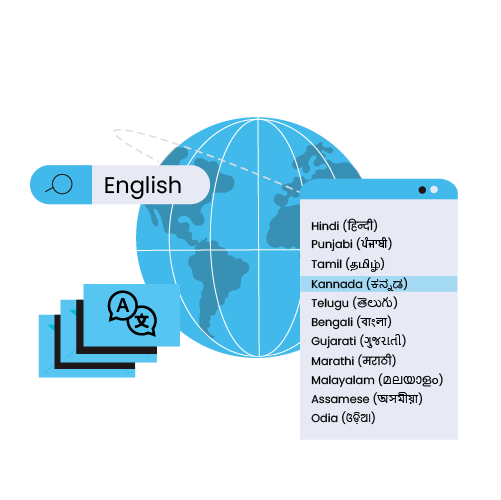 English
Hindi (हिन्दी)
Punjabi (ਪੰਜਾਬੀ)
Tamil (தமிழ்)
Kannada (ಕನ್ನಡ)
Telugu (తెలుగు)
Bengali (বাংলা)
Gujarati (ગુજરાતી)
Marathi (मराठी)
Malayalam (മലയാളം)
Assamese (অসমীয়া)
Odia (ଓଡ଼ିଆ)
A
文